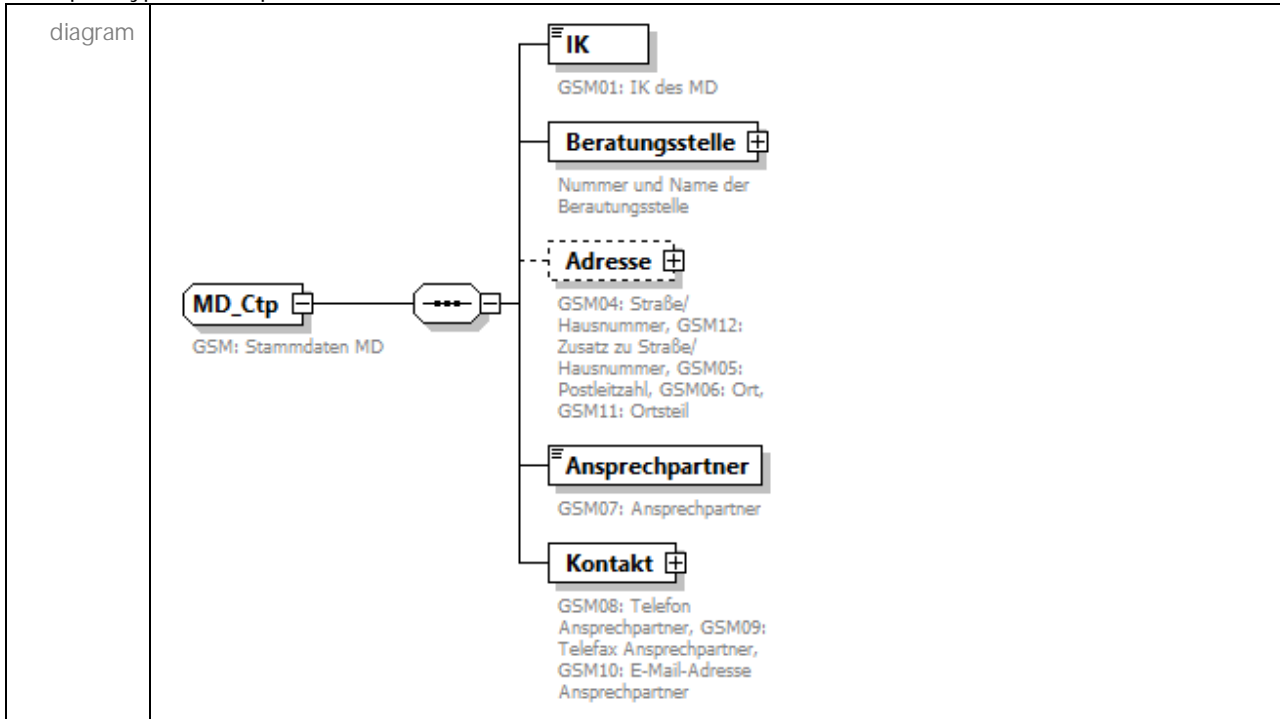 diagram
IK
GSM01: IK des MD
Beratungsstelle
Nummer und Name der
Berautungsstelle
Adresse
GSM04: Straße/
Hausnummer, GSM12:
Zusatz zu Straße/
Hausnummer, GSM05:
Postleitzahl, GSM06: Ort,
GSM11: Ortsteil
MD_Ctp
GSM: Stammdaten MD
Ansprechpartner
GSM07: Ansprechpartner
Kontakt
GSM08: Telefon
Ansprechpartner, GSM09:
Telefax Ansprechpartner,
GSM10: E-Mail-Adresse
Ansprechpartner